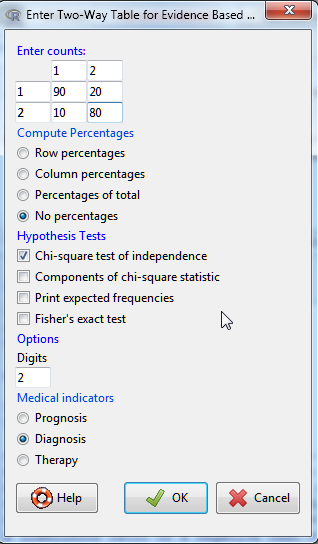 Enter Two-Way Table for Evidence Based ...
Enter counts:
1 2
1 90 20
2 10 80
Compute Percentages
Row percentages
Column percentages
Percentages of total
No percentages
Hypothesis Tests
Chi-square test of independence
Components of chi-square statistic
Print expected frequencies
Fisher's exact test
Options
Digits
2
Medical indicators
Prognosis
Diagnosis
Therapy
Help OK Cancel